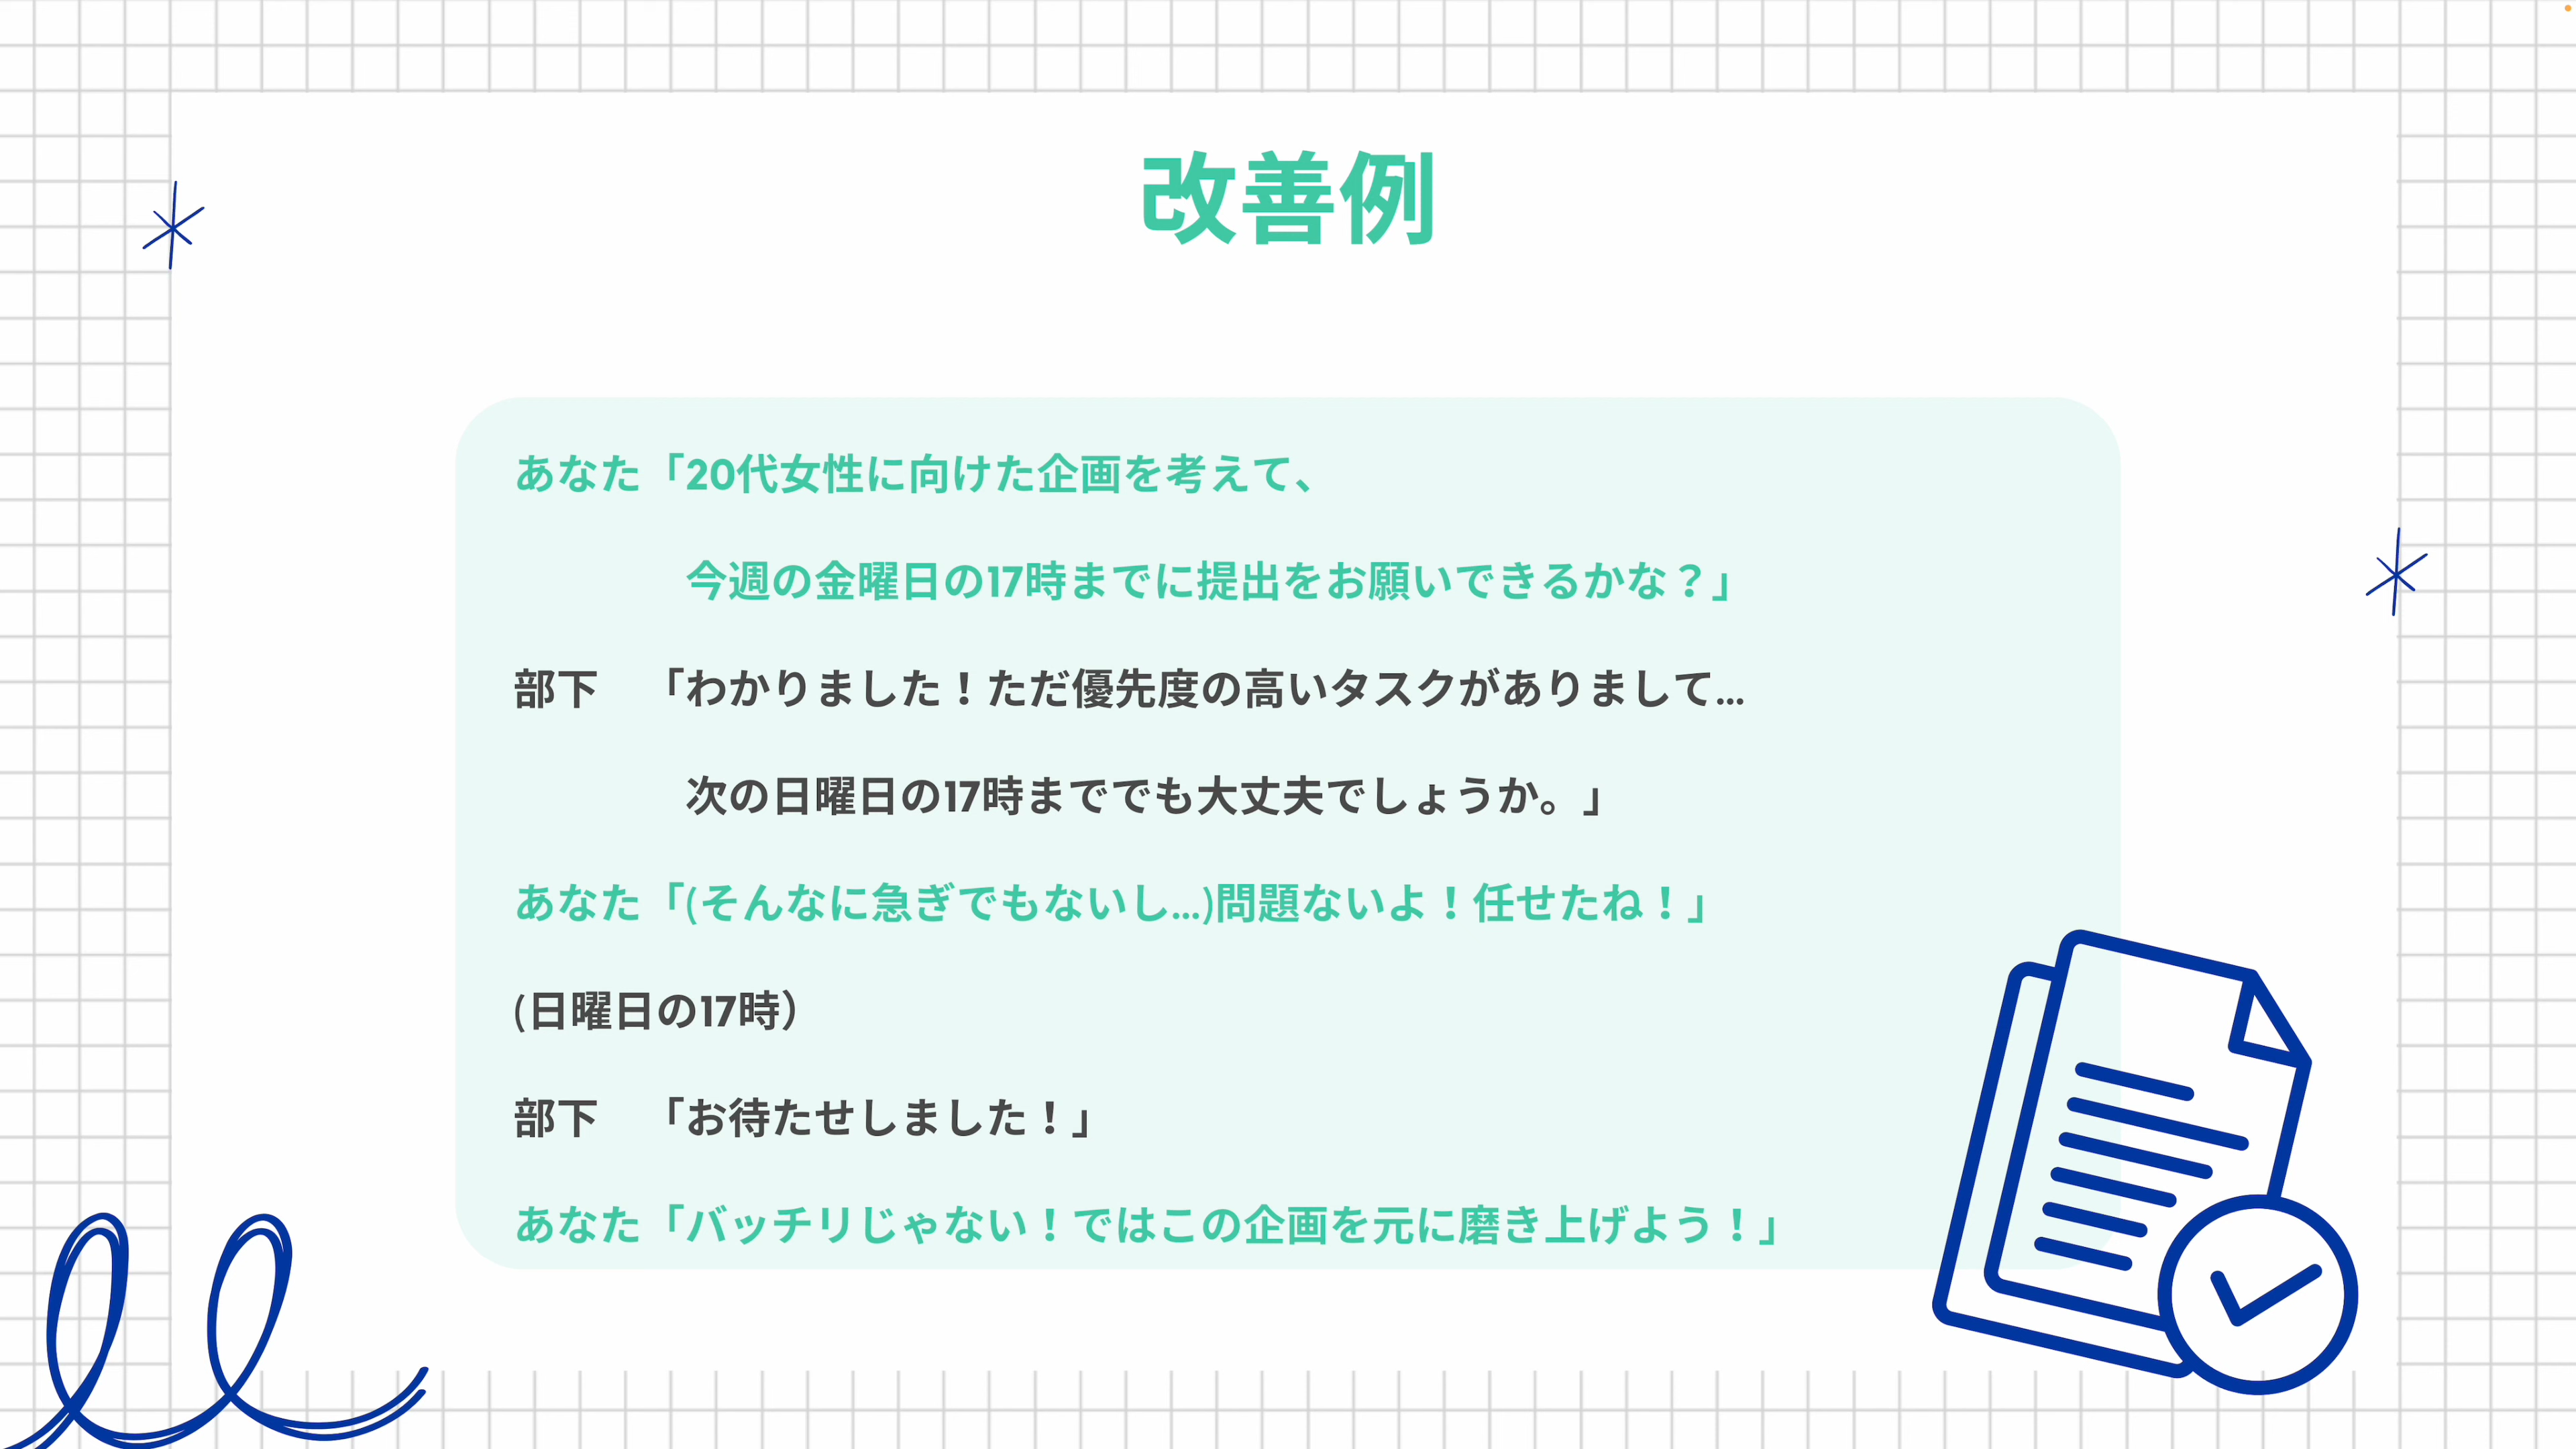 改善例
あなた「20代女性に向けた企画を考えて、
今週の金曜日の17時までに提出をお願いできるかな？」
部下　「わかりました！ただ優先度の高いタスクがありまして...
次の日曜日の17時まででも大丈夫でしょうか。」
あなた「(そんなに急ぎでもないし...)問題ないよ！任せたね！」
(日曜日の17時）
部下　「お待たせしました！」
あなた「バッチリじゃない！ではこの企画を元に磨き上げよう！」